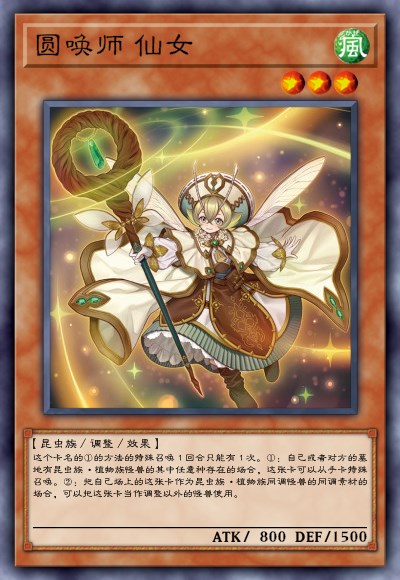 圆唤师 仙女
風
【昆虫族／调整／效果】
这个卡名的①的方法的特殊召唤1回合只能有1次。①：自己或者对方的墓
地有昆虫族·植物族怪兽的其中任意种存在的场合，这张卡可以从手卡特殊
召唤。②：把自己场上的这张卡作为昆虫族·植物族同调怪兽的同调素材的
场合，可以把这张卡当作调整以外的怪兽使用。
ATK/ 800 DEF/1500